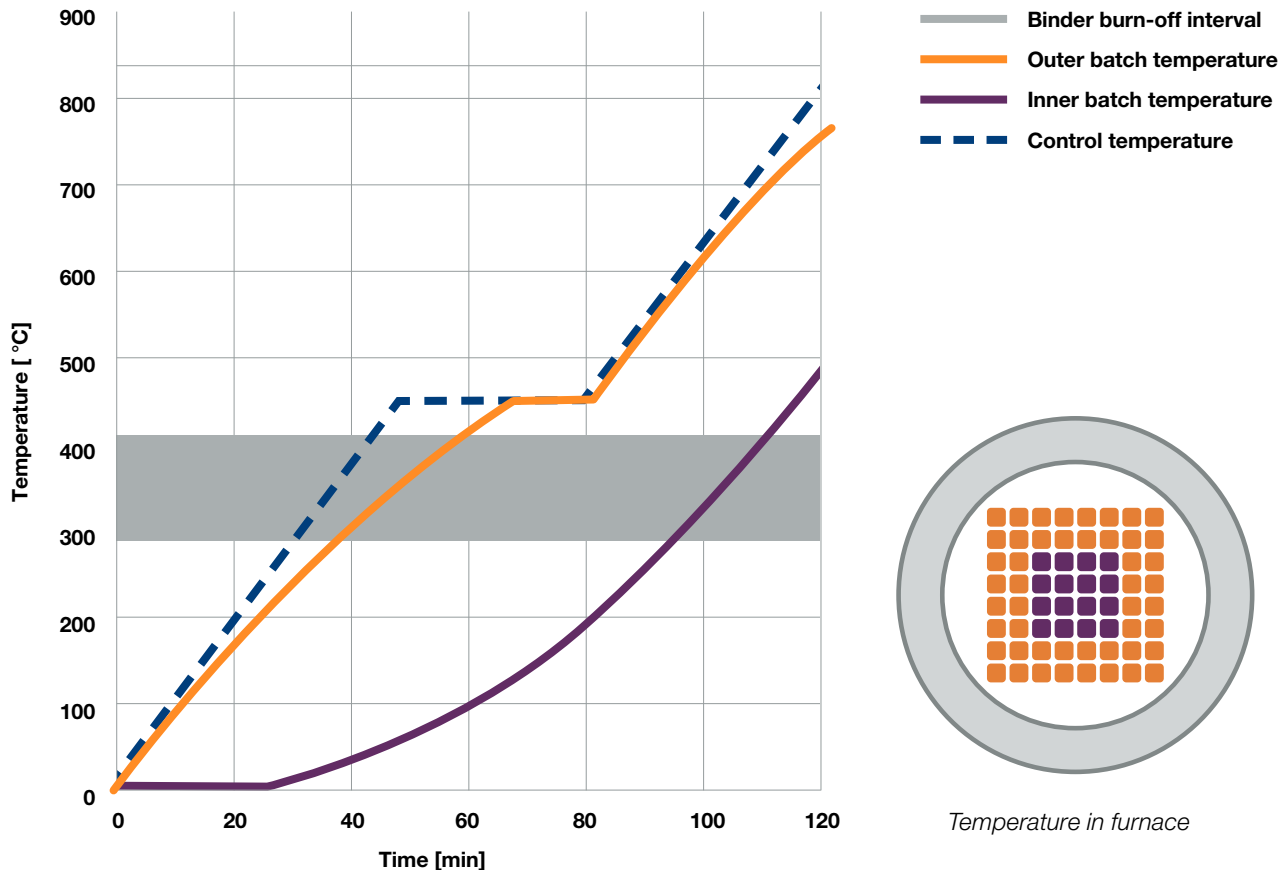 900
800
700
600
500
400
300
200
100
0
Temperature [ °C]
0 20 40 60 80 100 120
Time [min]
Binder burn-off interval
Outer batch temperature
Inner batch temperature
Control temperature
Temperature in furnace